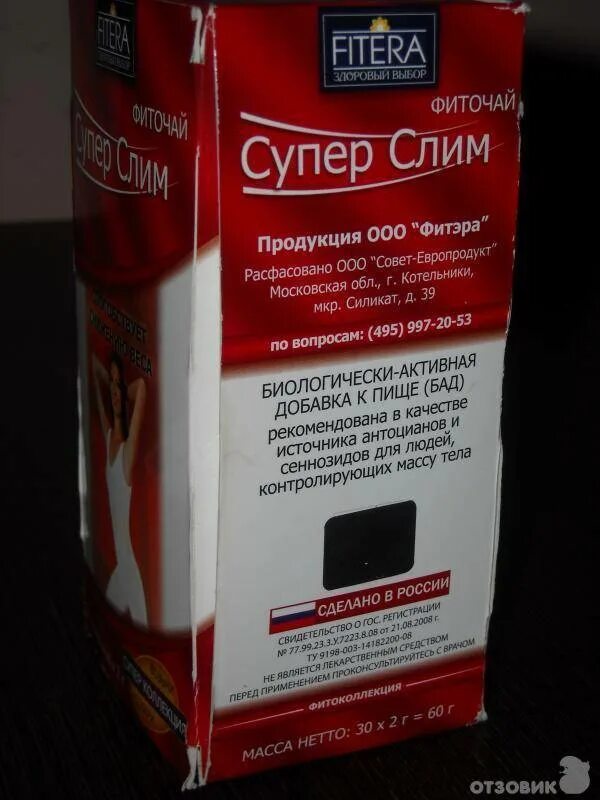 FITERA
ЗДОРОВЫЙ ВЫБОР
ФИТОЧАЙ
Супер Слим
Продукция ООО "Фитэра"
Расфасовано ООО "Совет-Европродукт"
Московская обл., г. Котельники,
мкр. Силикат, д. 39
по вопросам: (495) 997-20-53
БИОЛОГИЧЕСКИ-АКТИВНАЯ
ДОБАВКА К ПИЩЕ (БАД)
рекомендована в качестве
источника антоцианов и
сеннозидов для людей,
контролирующих массу тела
СДЕЛАНО В РОССИИ
СВИДЕТЕЛЬСТВО О ГОС. РЕГИСТРАЦИИ
№ 77.99.23.3.У.7223.8.08 от 21.08.2008 г.
ТУ 9198-003-14182200-08
НЕ ЯВЛЯЕТСЯ ЛЕКАРСТВЕННЫМ СРЕДСТВОМ
ПЕРЕД ПРИМЕНЕНИЕМ ПРОКОНСУЛЬТИРУЙТЕСЬ С ВРАЧОМ
ФИТОКОЛЛЕКЦИЯ
МАССА НЕТТО: 30 х 2 г = 60 г
FITERA
ФИТОЧАЙ
Супер Слим
ВЕСА
КОЛЛЕКЦИЯ
ОТЗОВИК